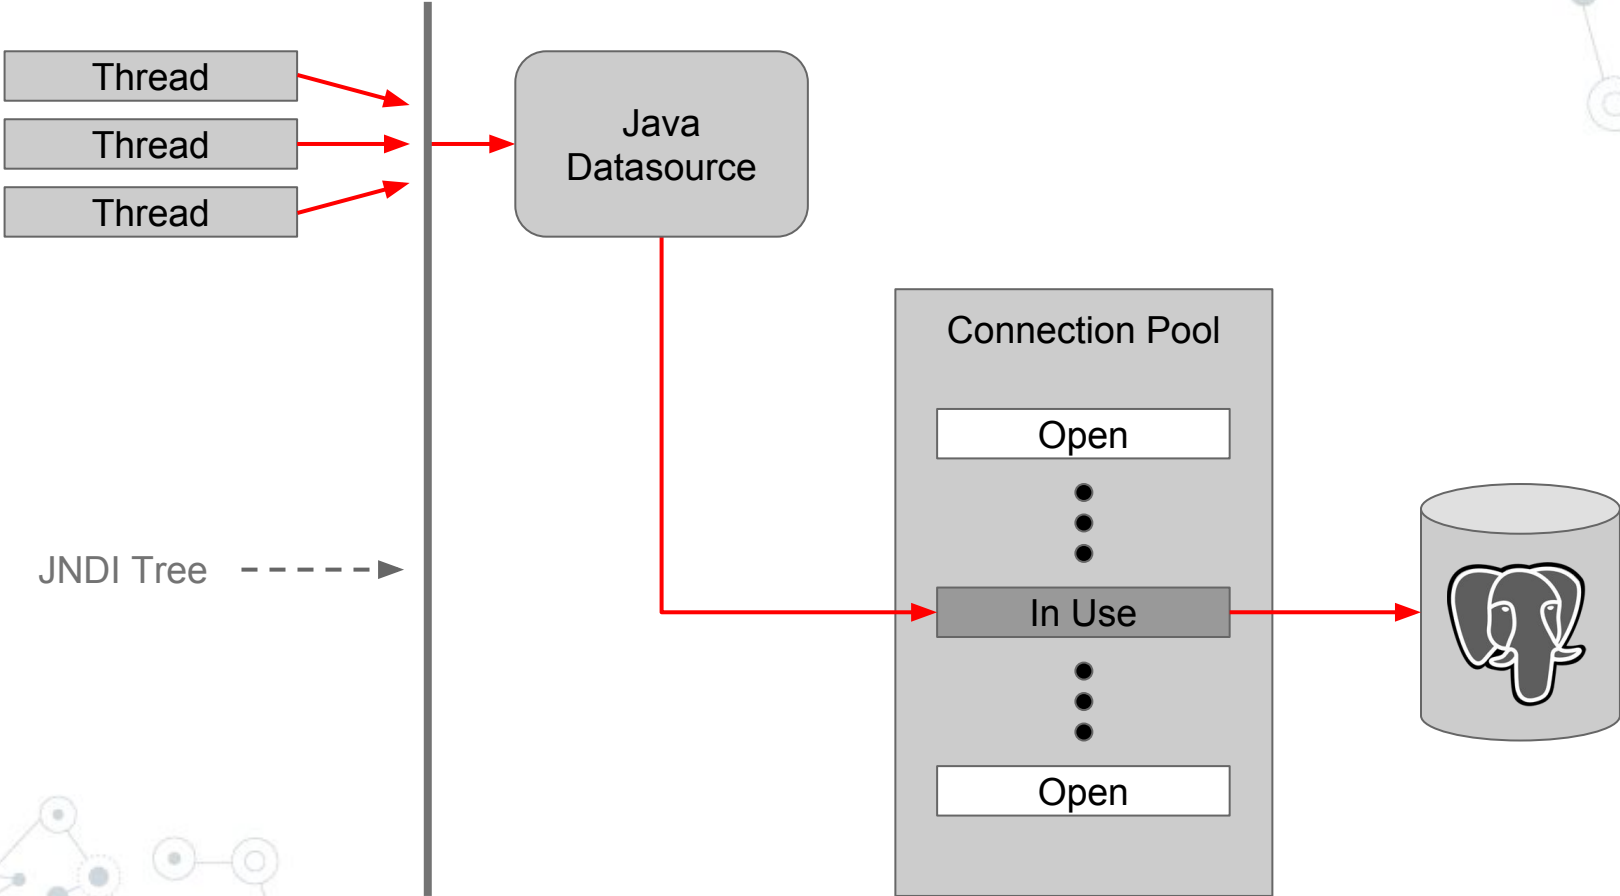 Thread
Thread
Thread
Java
Datasource
Connection Pool
Open
JNDI Tree
In Use
Open